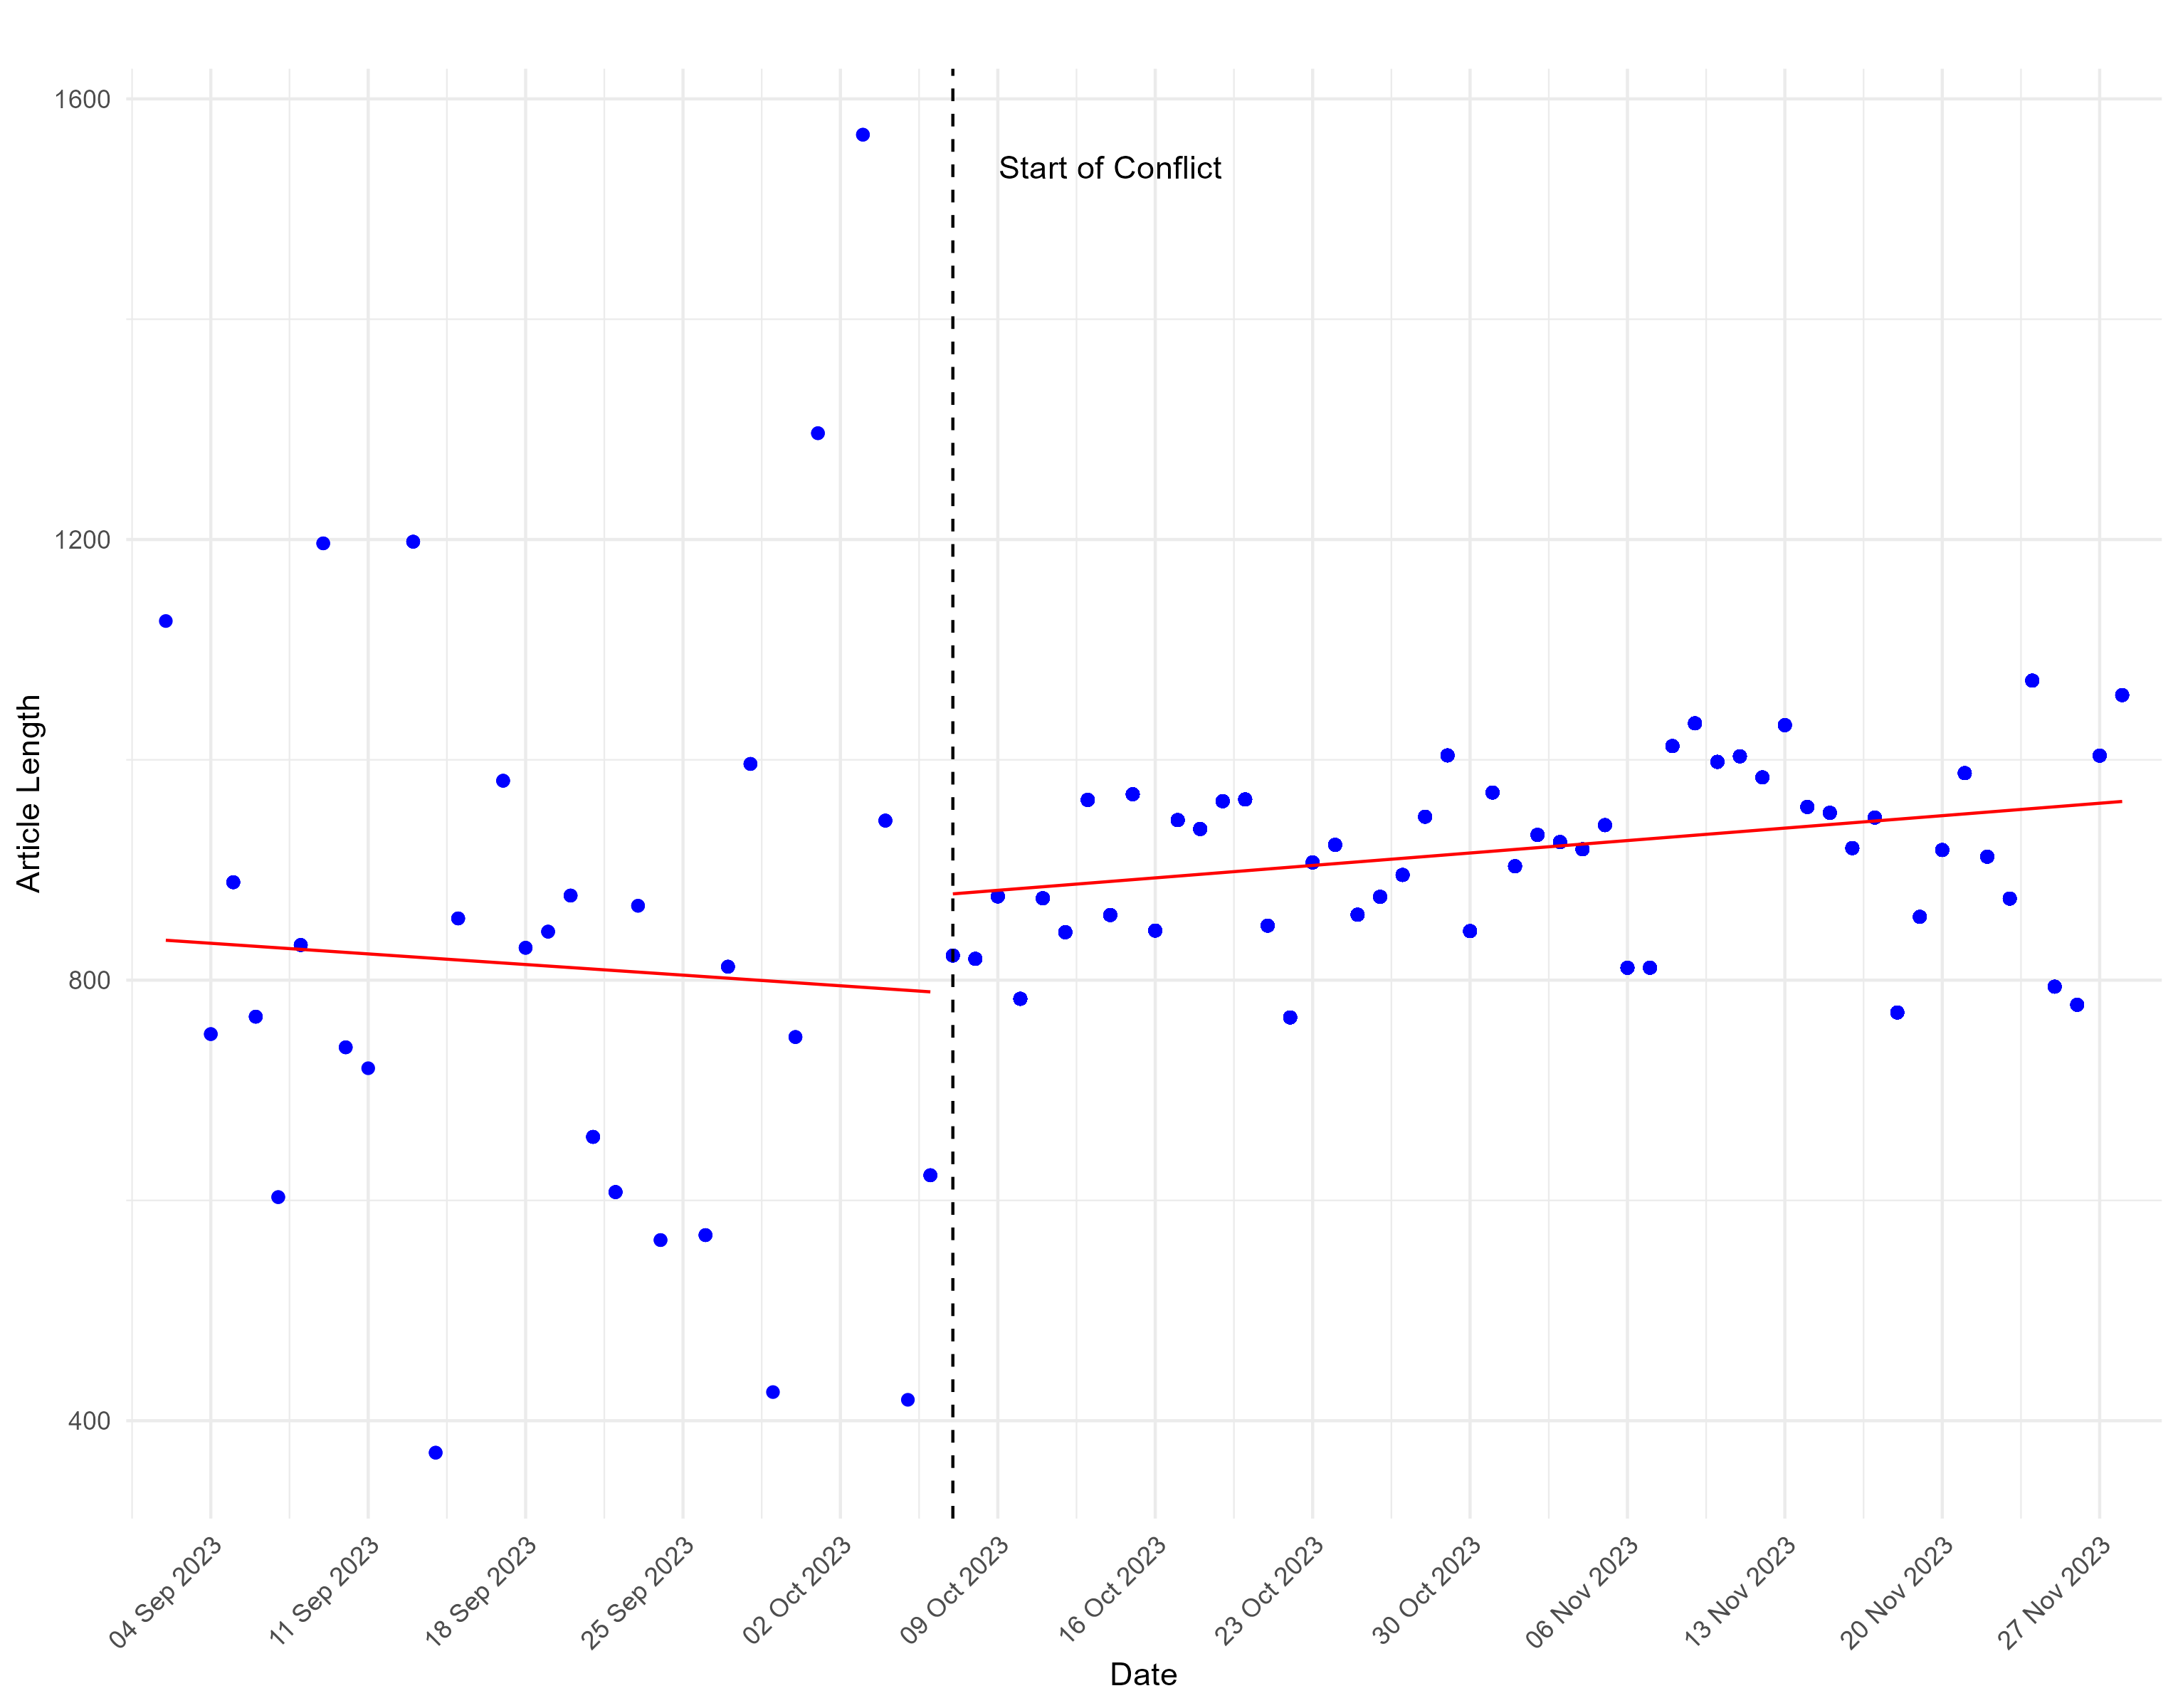 1600
Start of Conflict
1200
Article Length
800
400
04 Sep 2023
11 Sep 2023
18 Sep 2023
25 Sep 2023
02 Oct 2023
09 Oct 2023
16 Oct 2023
23 Oct 2023
30 Oct 2023
06 Nov 2023
13 Nov 2023
20 Nov 2023
27 Nov 2023
Date